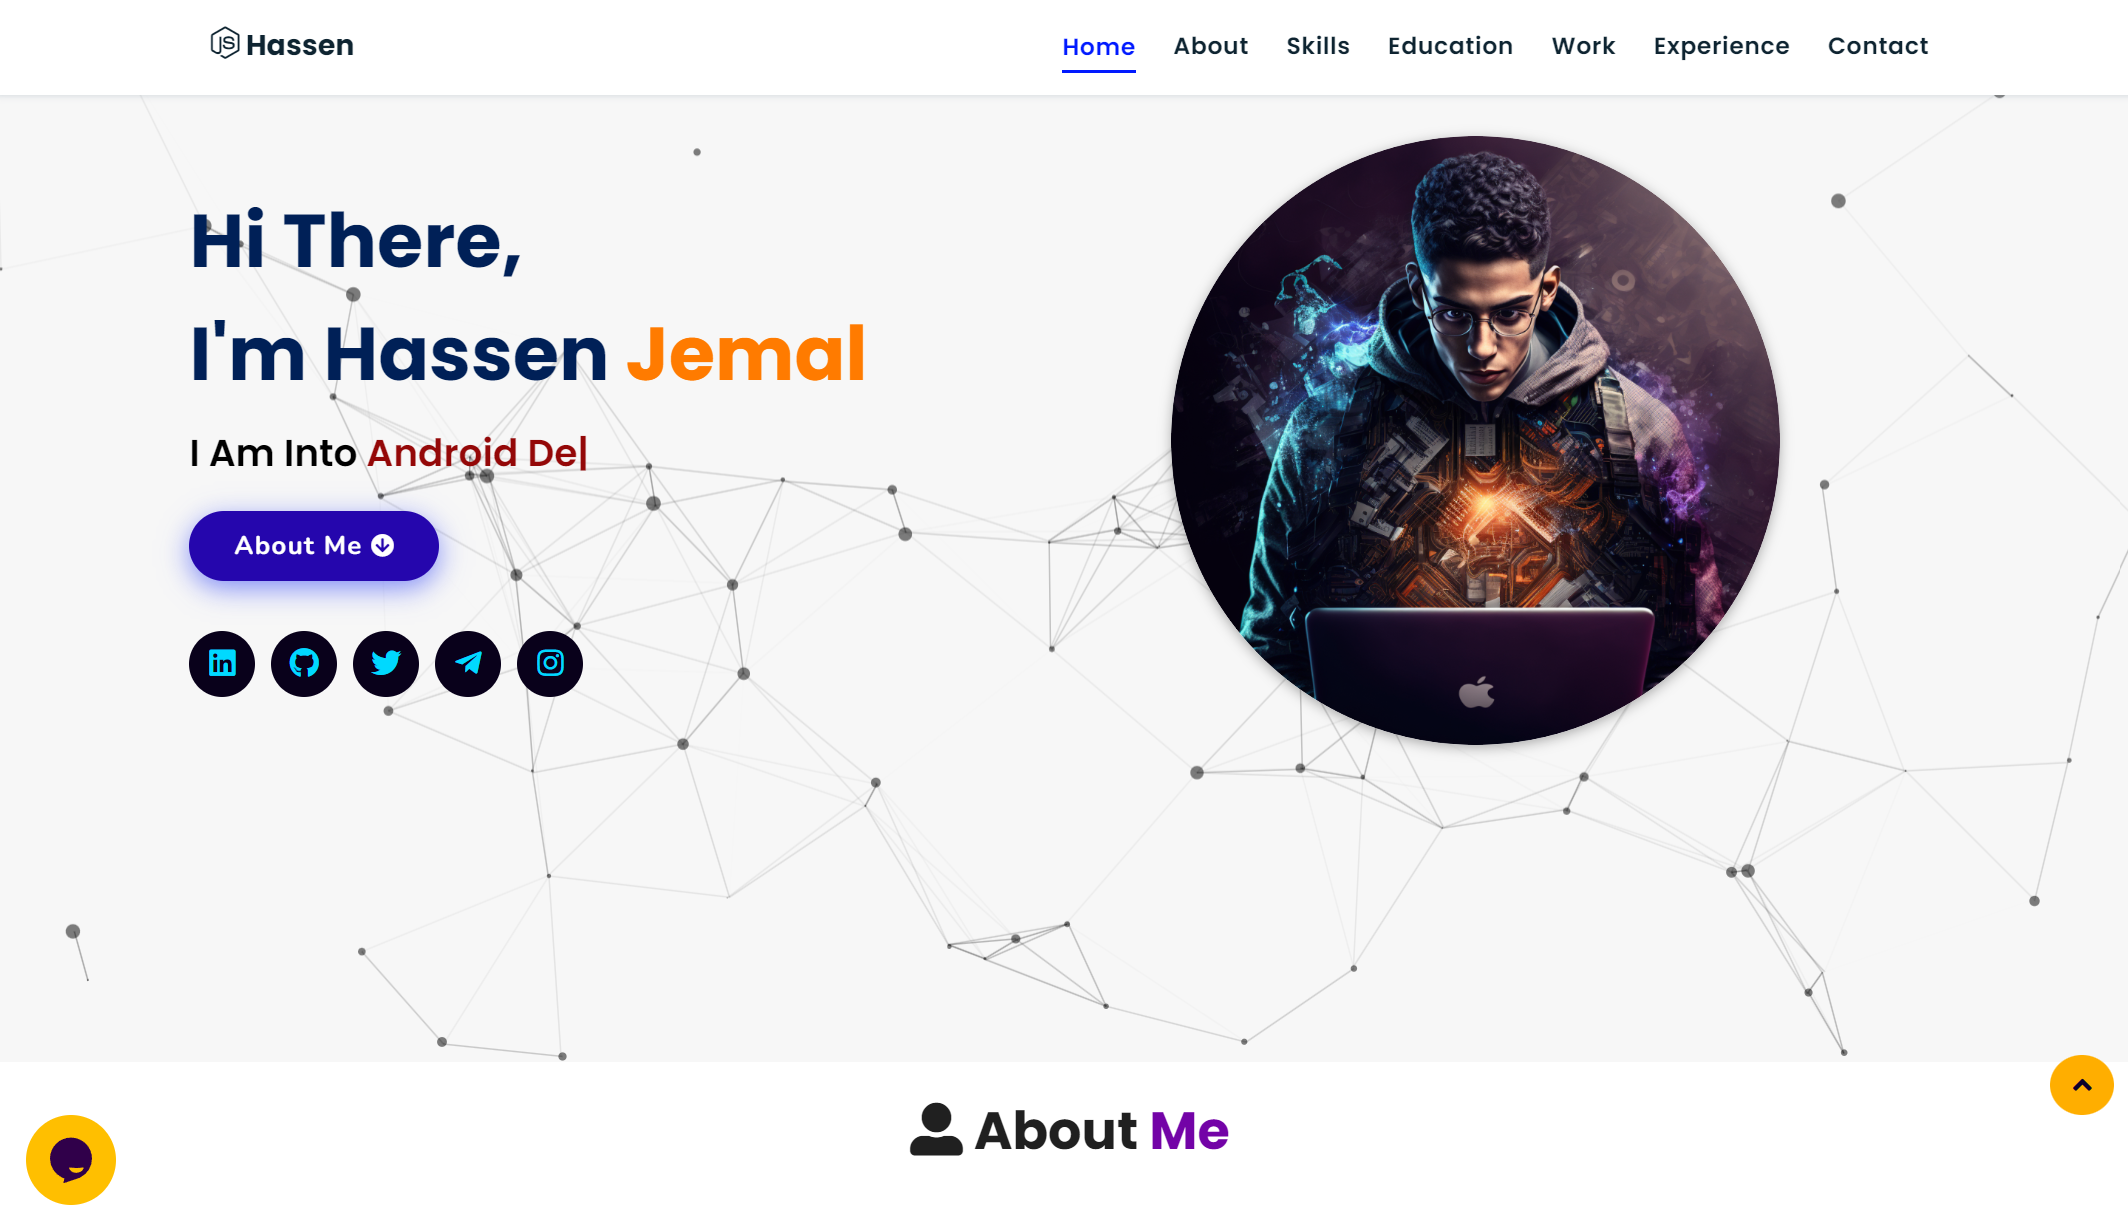 Hassen
Home About Skills Education Work Experience Contact
Hi There,
I'm Hassen Jemal
I Am Into Android De|
About Me
About Me